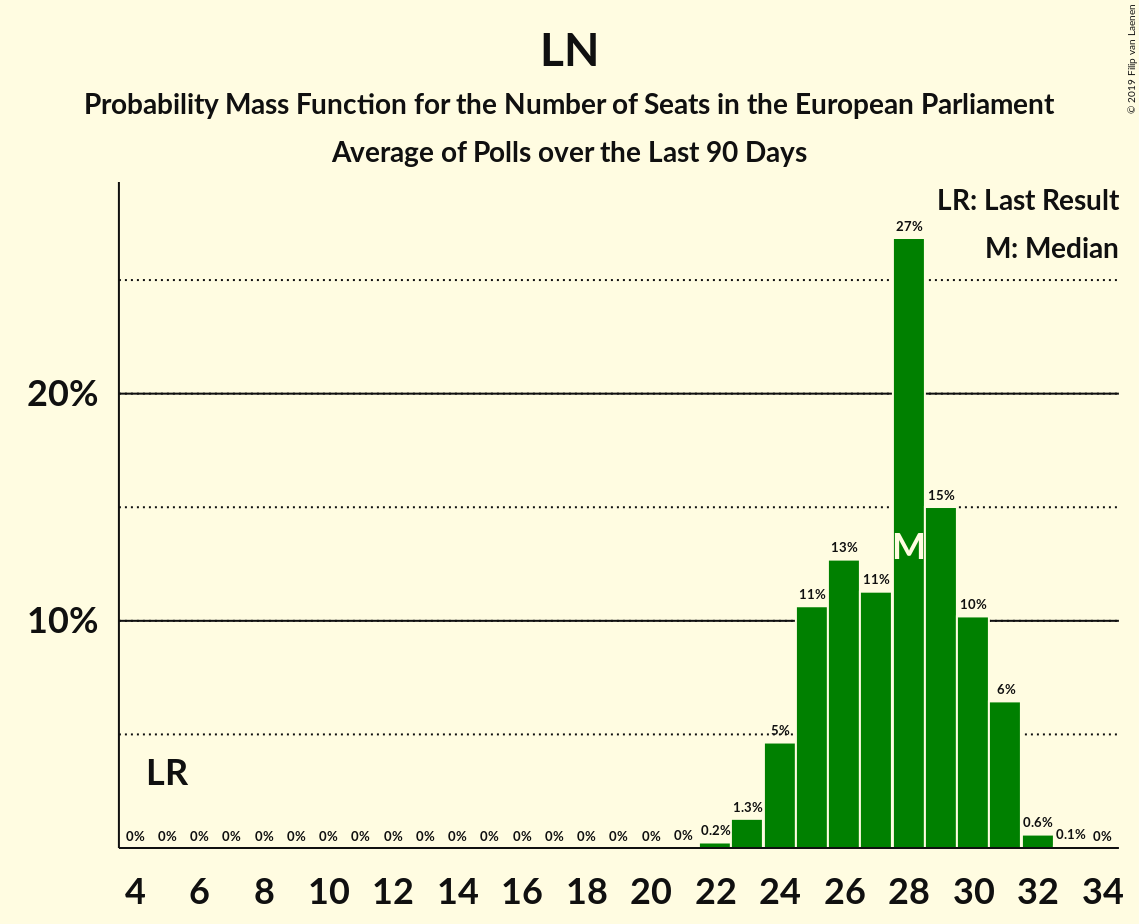 © 2019 Filip van Laenen
LN
Probability Mass Function for the Number of Seats in the European Parliament
Average of Polls over the Last 90 Days
LR: Last Result
M: Median
27%
20%
15%
13%
11%
11%
10%
10%
6%
5%
M
LR
0% 0% 0% 0% 0% 0% 0% 0% 0% 0% 0% 0% 0% 0% 0% 0% 0% 0% 0.2% 1.3% 0.6% 0.1% 0%
4 6 8 10 12 14 16 18 20 22 24 26 28 30 32 34